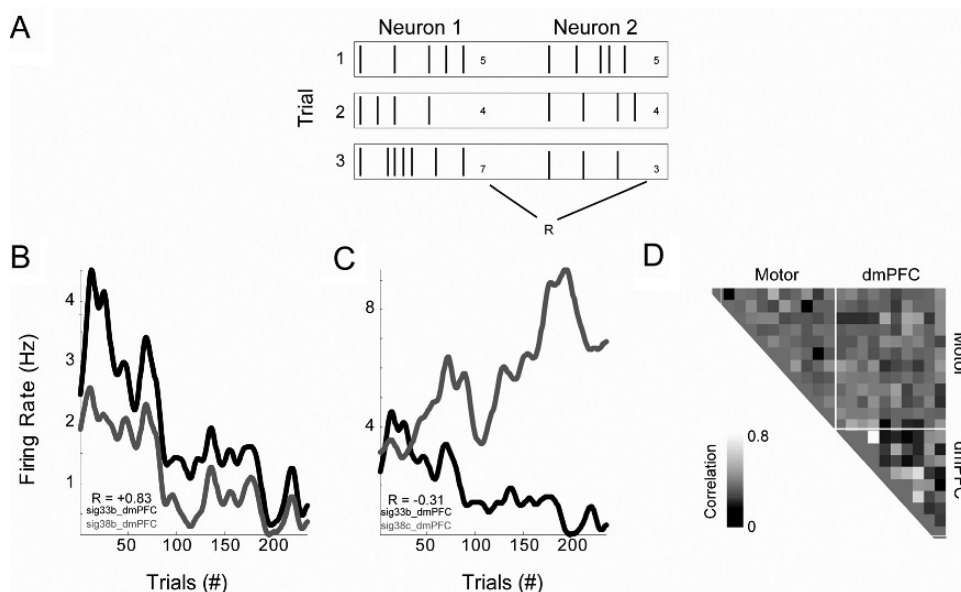 A
Neuron 1 Neuron 2
Trial
1 5 5
2 4 4
3 7 3
R
B
Firing Rate (Hz)
4
3
2
1
R = +0.83
sig33b_dmPFC
sig38b_dmPFC
50 100 150 200
Trials (#)
C
8
4
R = -0.31
sig33b_dmPFC
sig38c_dmPFC
50 100 150 200
Trials (#)
D
Motor dmPFC
Motor
dmPFC
Correlation
0.8
0